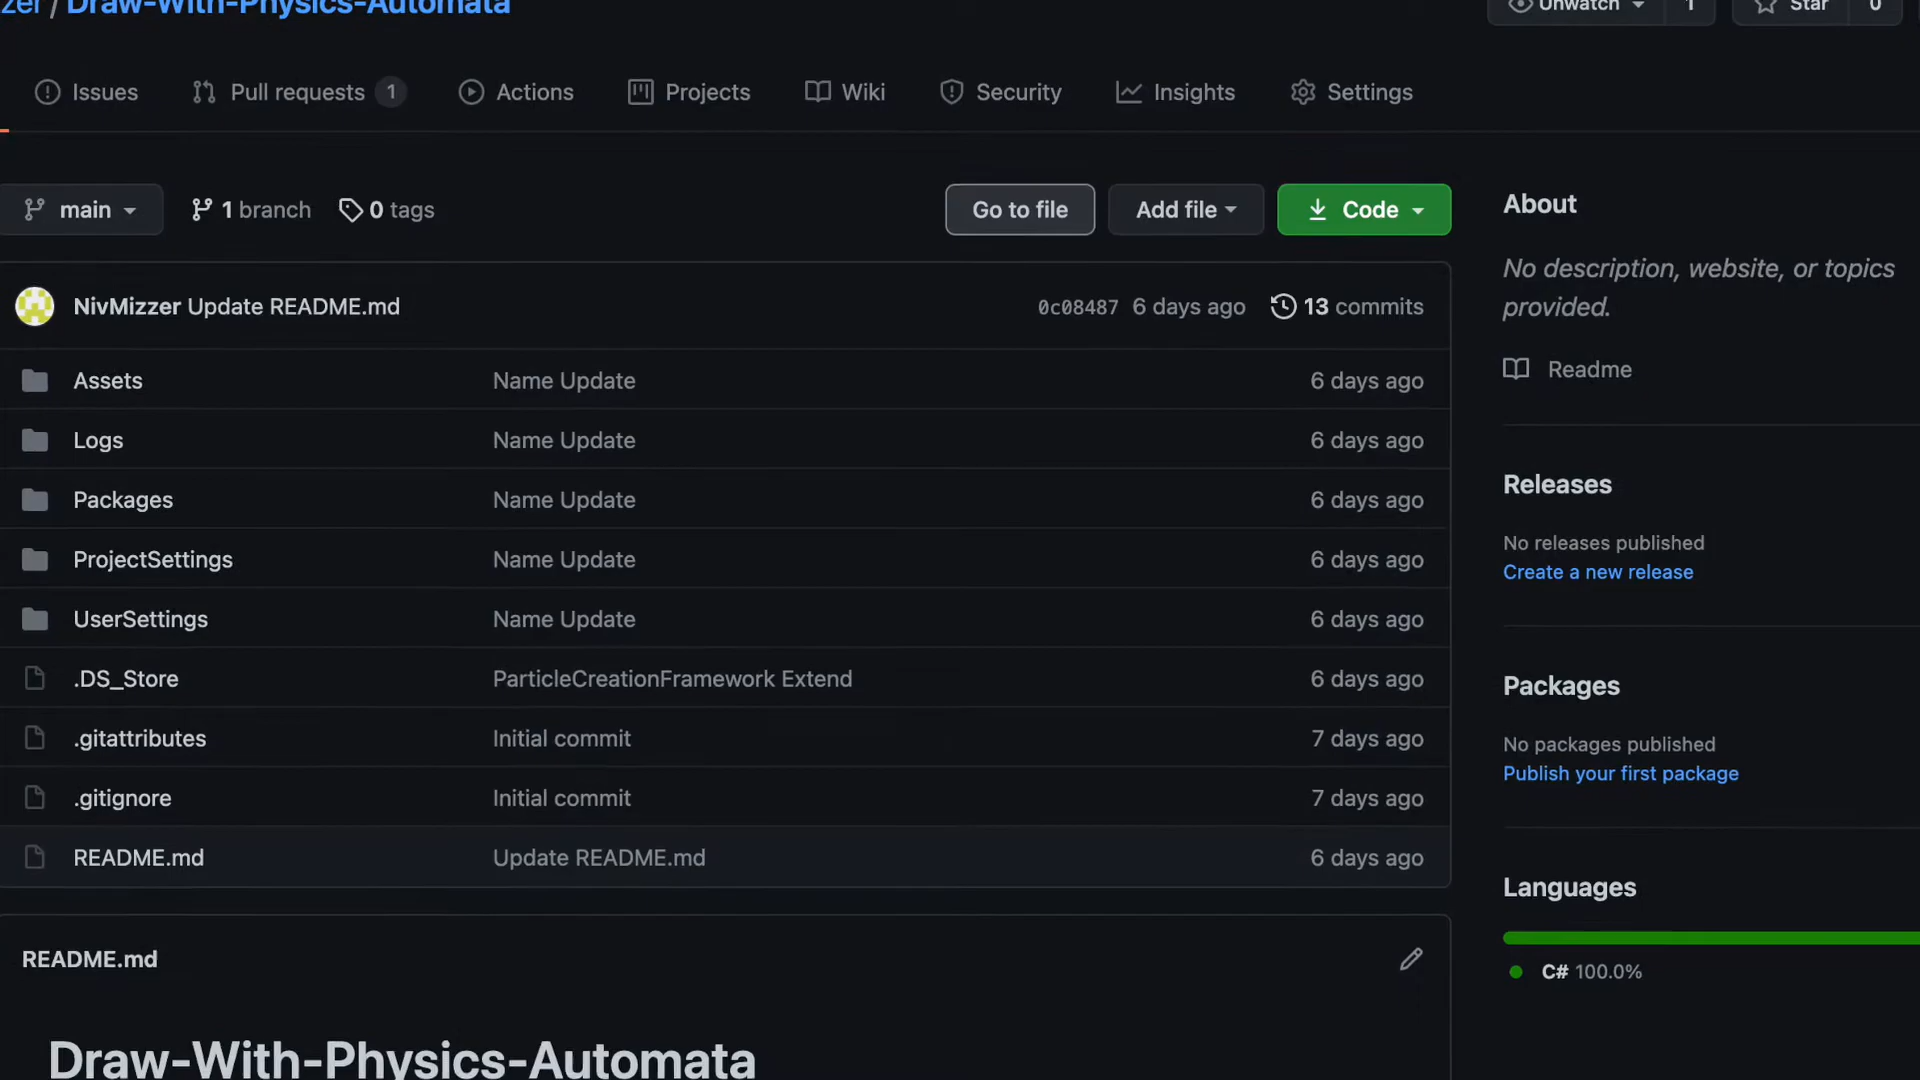 zer / Draw-With-Physics-Automata
Unwatch 1 Star 0
Issues Pull requests 1 Actions Projects Wiki Security Insights Settings
main 1 branch 0 tags Go to file Add file Code
NivMizzer Update README.md 0c08487 6 days ago 13 commits
Assets Name Update 6 days ago
Logs Name Update 6 days ago
Packages Name Update 6 days ago
ProjectSettings Name Update 6 days ago
UserSettings Name Update 6 days ago
.DS_Store ParticleCreationFramework Extend 6 days ago
.gitattributes Initial commit 7 days ago
.gitignore Initial commit 7 days ago
README.md Update README.md 6 days ago
README.md
Draw-With-Physics-Automata
About
No description, website, or topics
provided.
Readme
Releases
No releases published
Create a new release
Packages
No packages published
Publish your first package
Languages
C# 100.0%